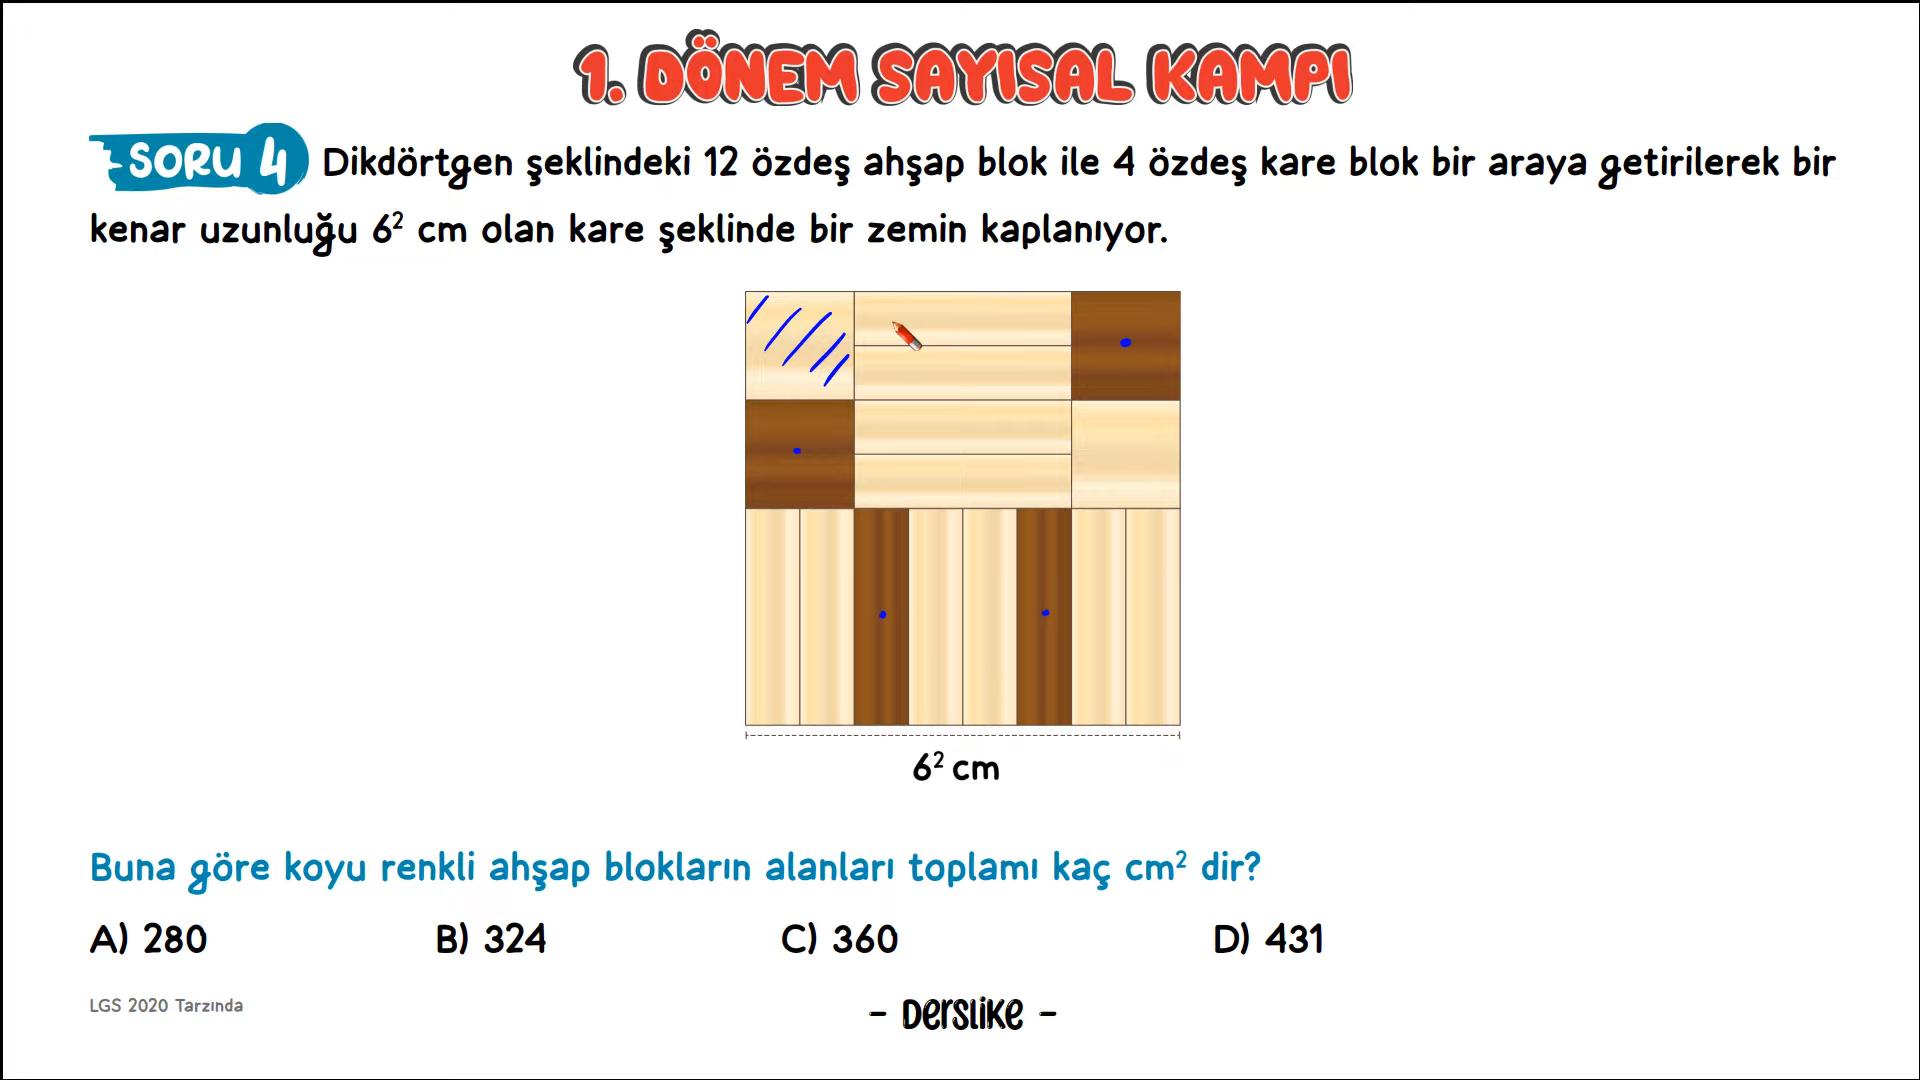 1. DÖNEM SAYISAL KAMPI
SORU 4 Dikdörtgen şeklindeki 12 özdeş ahşap blok ile 4 özdeş kare blok bir araya getirilerek bir
kenar uzunluğu 6² cm olan kare şeklinde bir zemin kaplanıyor.
6² cm
Buna göre koyu renkli ahşap blokların alanları toplamı kaç cm² dir?
A) 280 B) 324 C) 360 D) 431
LGS 2020 Tarzında
- Derslike -